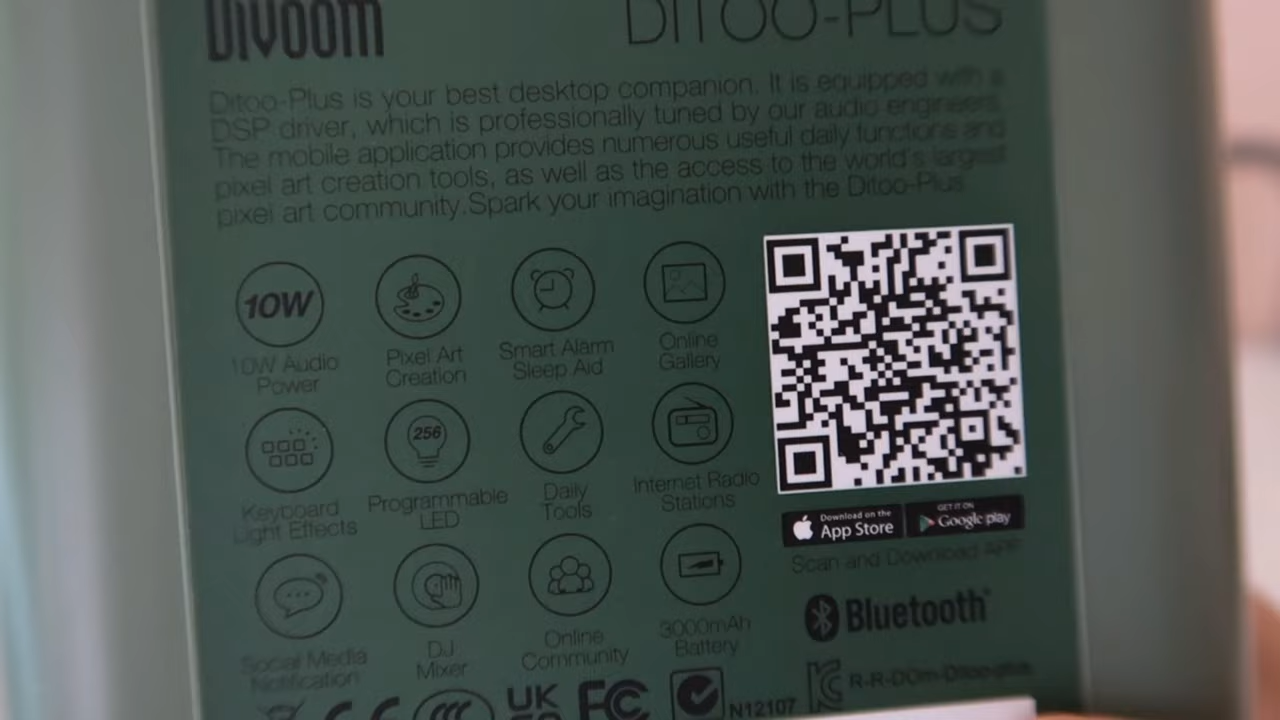 Divoom DITOO-PLUS
Ditoo-Plus is your best desktop companion. It is equipped with a
DSP driver, which is professionally tuned by our audio engineers.
The mobile application provides numerous useful daily functions and
pixel art creation tools, as well as the access to the world's largest
pixel art community.Spark your imagination with the Ditoo-Plus
10W
10W Audio
Power
Pixel Art
Creation
Smart Alarm
Sleep Aid
Online
Gallery
Keyboard
Light Effects
256
Programmable
LED
Daily
Tools
Internet Radio
Stations
Download on the
App Store
GET IT ON
Google play
Scan and Download APP
Social Media
Notification
DJ
Mixer
Online
Community
3000mAh
Battery
Bluetooth
UK
FC
N12107
R-R-DOm-Ditoo-plus